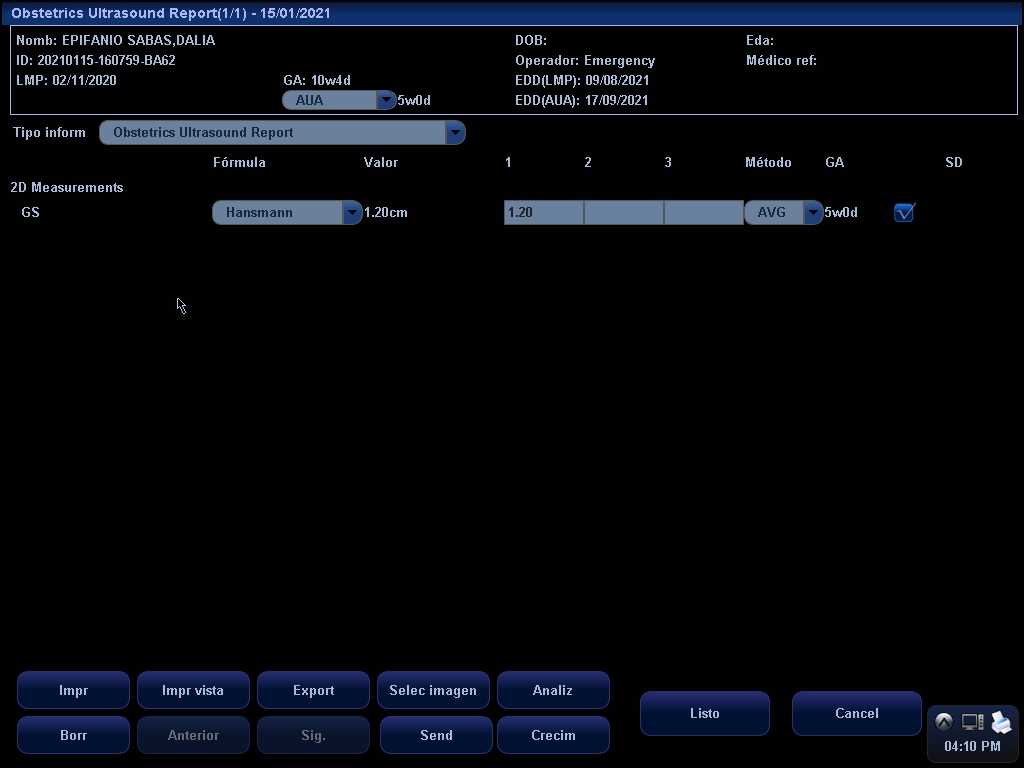 Obstetrics Ultrasound Report(1/1) - 15/01/2021
Nomb: EPIFANIO SABAS,DALIA DOB: Eda:
ID: 20210115-160759-BA62 Operador: Emergency Médico ref:
LMP: 02/11/2020 GA: 10w4d EDD(LMP): 09/08/2021
AUA 5w0d EDD(AUA): 17/09/2021
Tipo inform Obstetrics Ultrasound Report
Fórmula Valor 1 2 3 Método GA SD
2D Measurements
GS Hansmann 1.20cm 1.20 AVG 5w0d
Impr Impr vista Export Selec imagen Analiz
Listo Cancel
Borr Anterior Sig. Send Crecim
04:10 PM